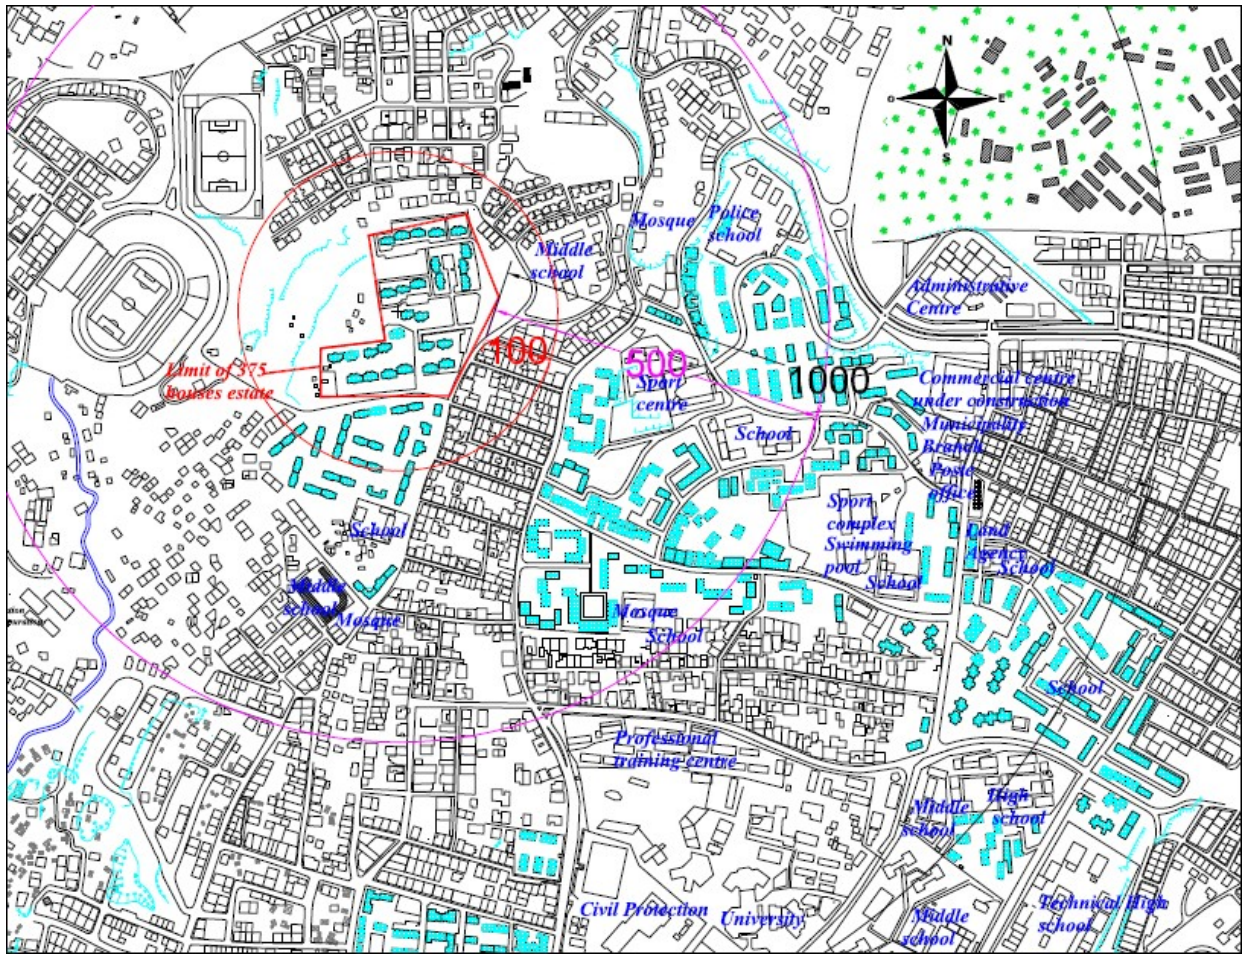 N
o
E
S
Mosque
Police
school
Middle
school
Administrative
Centre
100
500
1000
Limit of 375
houses estate
Sport
centre
Commercial centre
under construction
Municipality
Branch
Poste
office
School
Sport
complex
Swimming
pool
School
Land
Agency
School
School
Middle
school
Mosque
Mosque
School
School
Professional
training centre
Middle
school
High
school
Civil Protection
University
Middle
school
Technical High
school